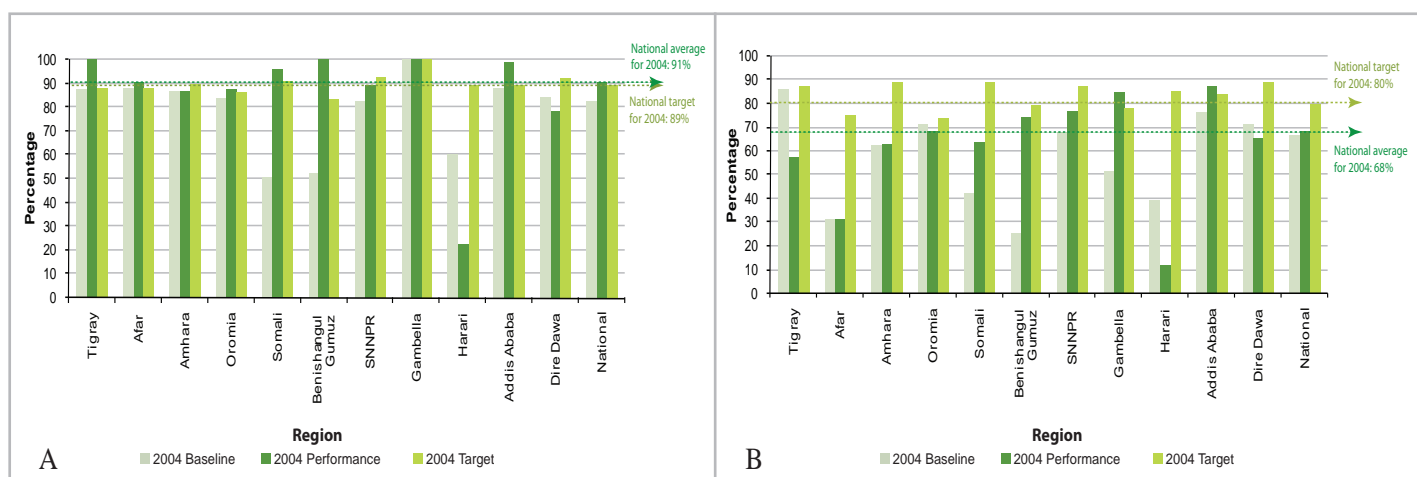 100
90
80
70
60
50
40
30
20
10
0
Percentage
National average
for 2004: 91%
National target
for 2004: 89%
Tigray
Afar
Amhara
Oromia
Somali
Benishangul
Gumuz
SNNPR
Gambella
Harari
Addis Ababa
Dire Dawa
National
Region
A
2004 Baseline 2004 Performance 2004 Target
100
90
80
70
60
50
40
30
20
10
0
Percentage
National target
for 2004: 80%
National average
for 2004: 68%
Tigray
Afar
Amhara
Oromia
Somali
Benishangul
Gumuz
SNNPR
Gambella
Harari
Addis Ababa
Dire Dawa
National
Region
B
2004 Baseline 2004 Performance 2004 Target